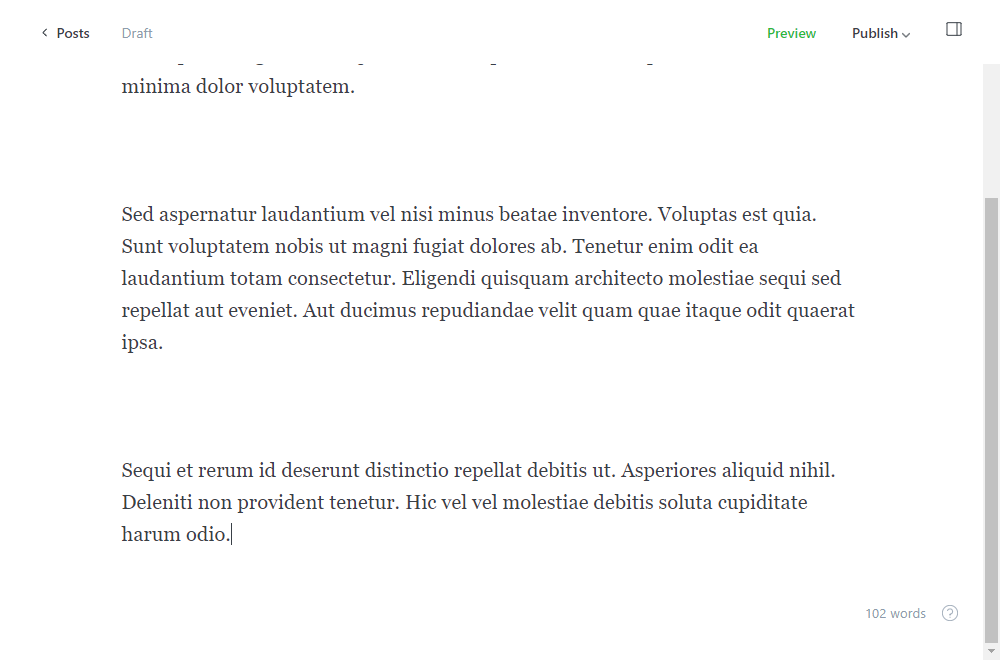 Posts
Draft
Preview
Publish
minima dolor voluptatem.
Sed aspernatur laudantium vel nisi minus beatae inventore. Voluptas est quia.
Sunt voluptatem nobis ut magni fugiat dolores ab. Tenetur enim odit ea
laudantium totam consectetur. Eligendi quisquam architecto molestiae sequi sed
repellat aut eveniet. Aut ducimus repudiandae velit quam quae itaque odit quaerat
ipsa.
Sequi et rerum id deserunt distinctio repellat debitis ut. Asperiores aliquid nihil.
Deleniti non provident tenetur. Hic vel vel molestiae debitis soluta cupiditate
harum odio.
102 words
?